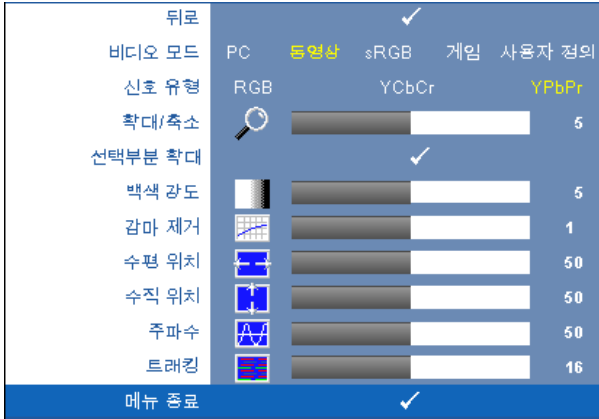 뒤로
비디오 모드 PC 동영상 sRGB 게임 사용자 정의
신호 유형 RGB YCbCr YPbPr
확대/축소 5
선택부분 확대
백색 강도 5
감마 제거 1
수평 위치 50
수직 위치 50
주파수 50
트래킹 16
메뉴 종료